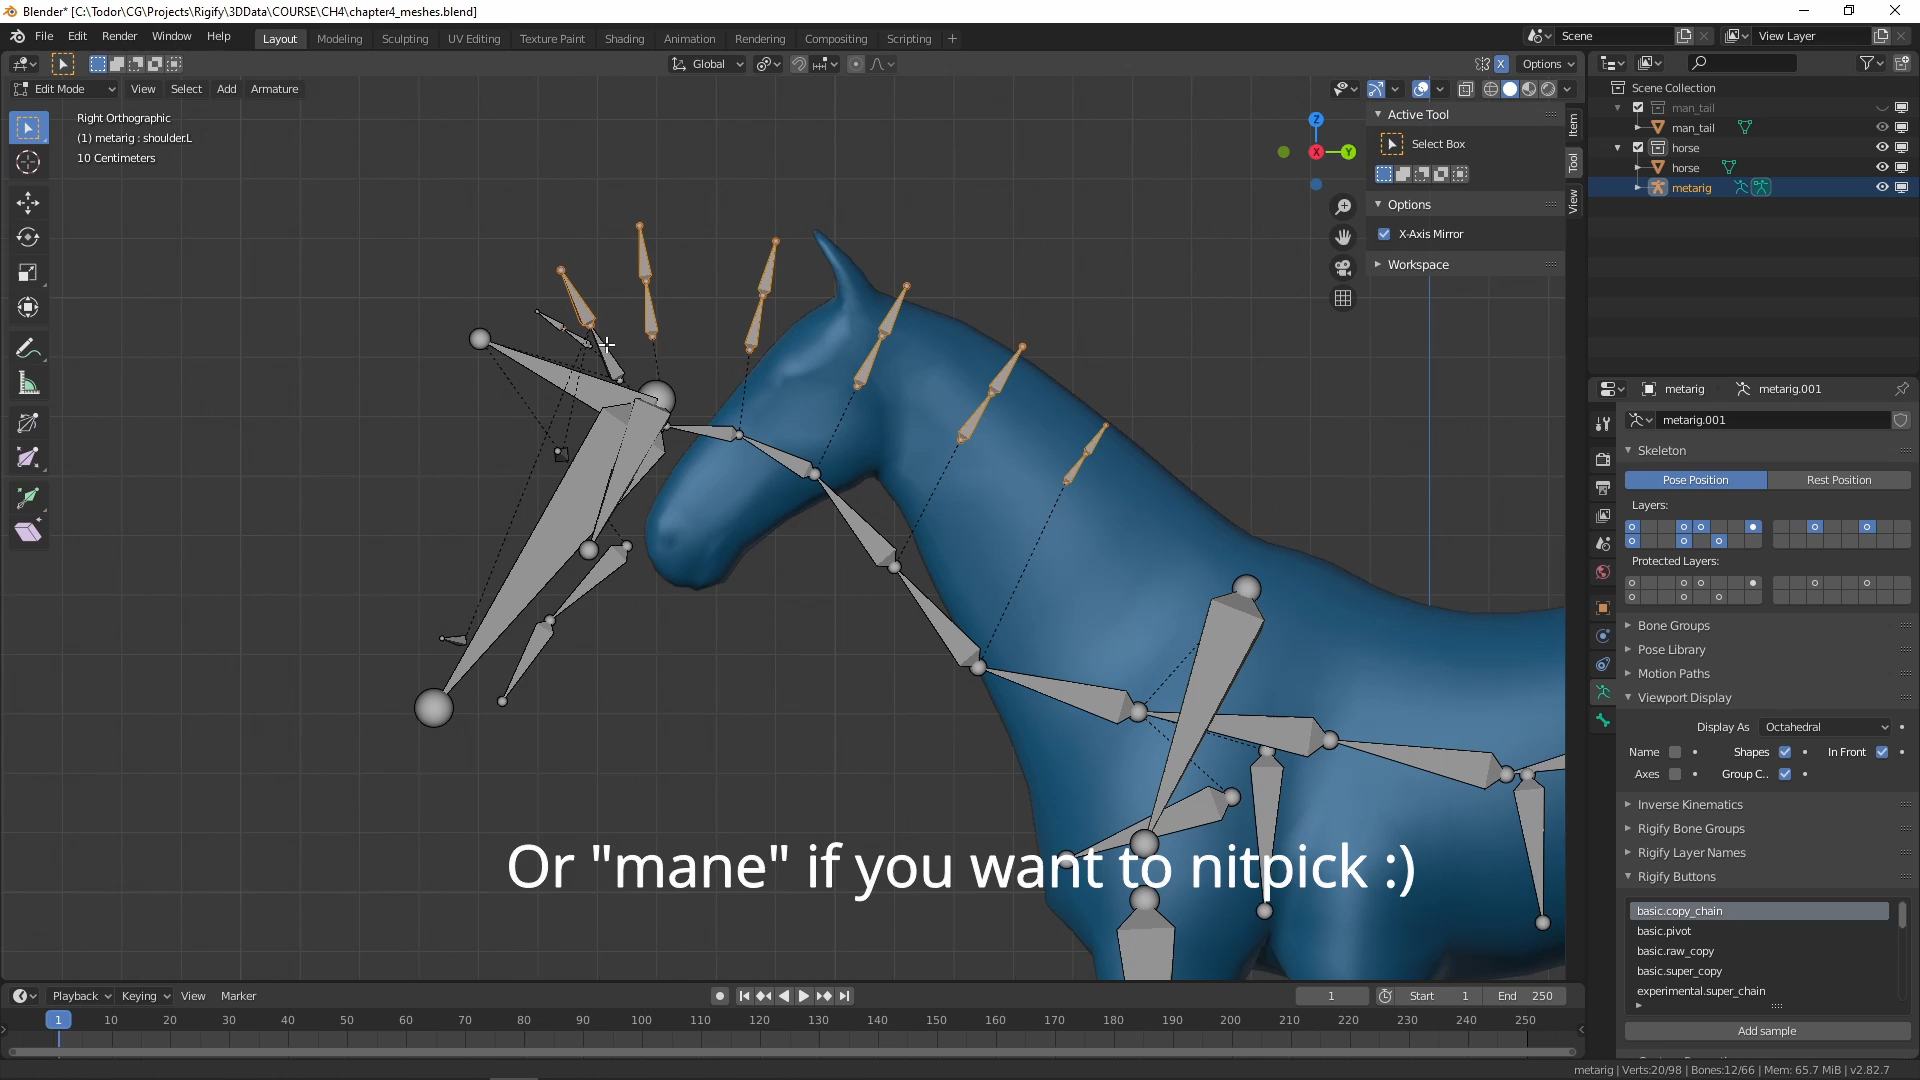 Blender* [C:\Todor\CG\Projects\Rigify\3DData\COURSE\CH4\chapter4_meshes.blend]
File Edit Render Window Help Layout Modeling Sculpting UV Editing Texture Paint Shading Animation Rendering Compositing Scripting + Scene View Layer
Global X Options
Edit Mode View Select Add Armature
Right Orthographic
(1) metarig : shoulder.L
10 Centimeters
Z
X
Y
Active Tool
Select Box
Options
X-Axis Mirror
Workspace
Item
Tool
View
Scene Collection
man_tail
man_tail
horse
horse
metarig
metarig metarig.001
metarig.001
Skeleton
Pose Position Rest Position
Layers:
Protected Layers:
Bone Groups
Pose Library
Motion Paths
Viewport Display
Display As Octahedral
Name Shapes In Front
Axes Group C..
Inverse Kinematics
Rigify Bone Groups
Rigify Layer Names
Rigify Buttons
basic.copy_chain
basic.pivot
basic.raw_copy
basic.super_copy
experimental.super_chain
Add sample
Or "mane" if you want to nitpick :)
Playback Keying View Marker 1 Start 1 End 250
1 10 20 30 40 50 60 70 80 90 100 110 120 130 140 150 160 170 180 190 200 210 220 230 240 250
metarig | Verts:20/98 | Bones:12/66 | Mem: 65.7 MiB | v2.82.7